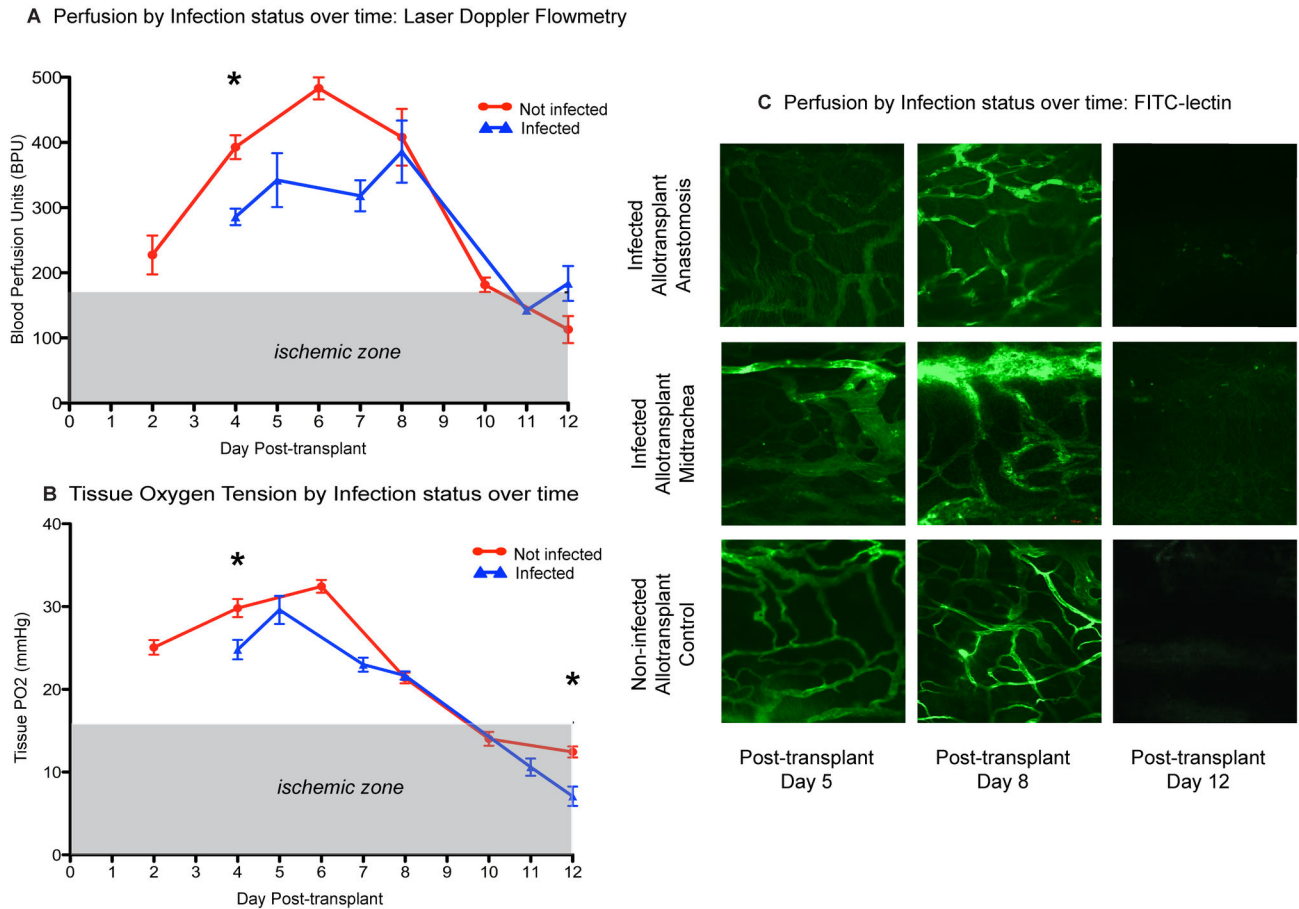 A Perfusion by Infection status over time: Laser Doppler Flowmetry
*
Not infected
Infected
Blood Perfusion Units (BPU)
500
400
300
200
100
0
ischemic zone
0 1 2 3 4 5 6 7 8 9 10 11 12
Day Post-transplant
B Tissue Oxygen Tension by Infection status over time
*
*
Not infected
Infected
Tissue PO2 (mmHg)
40
30
20
10
0
ischemic zone
0 1 2 3 4 5 6 7 8 9 10 11 12
Day Post-transplant
C Perfusion by Infection status over time: FITC-lectin
Infected
Allotransplant
Anastomosis
Infected
Allotransplant
Midtrachea
Non-infected
Allotransplant
Control
Post-transplant
Day 5
Post-transplant
Day 8
Post-transplant
Day 12